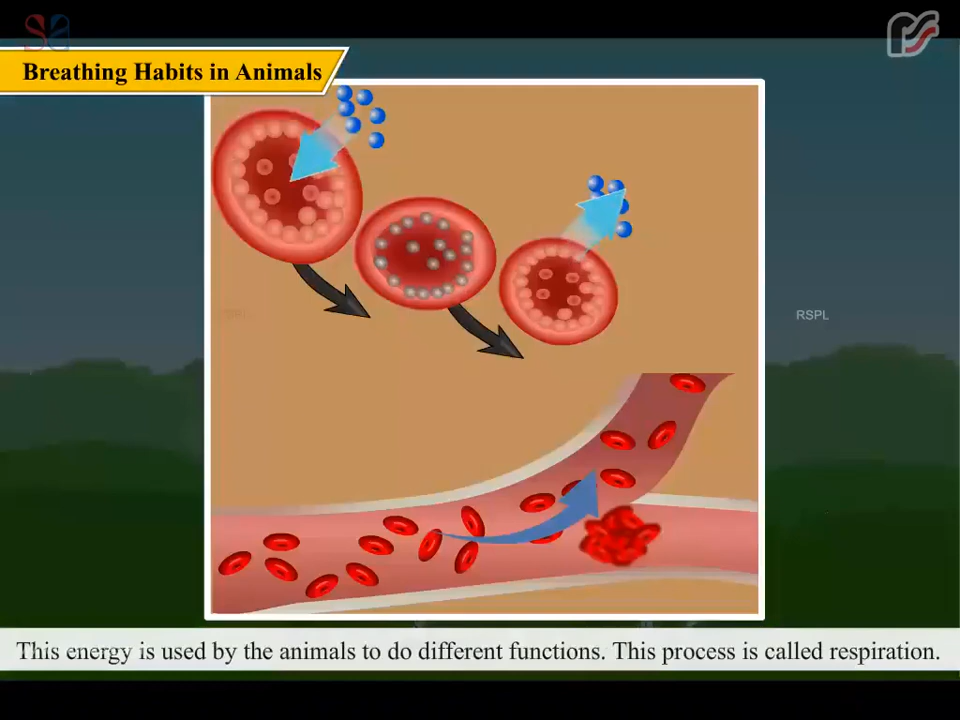 Breathing Habits in Animals
RSPL
This energy is used by the animals to do different functions. This process is called respiration.